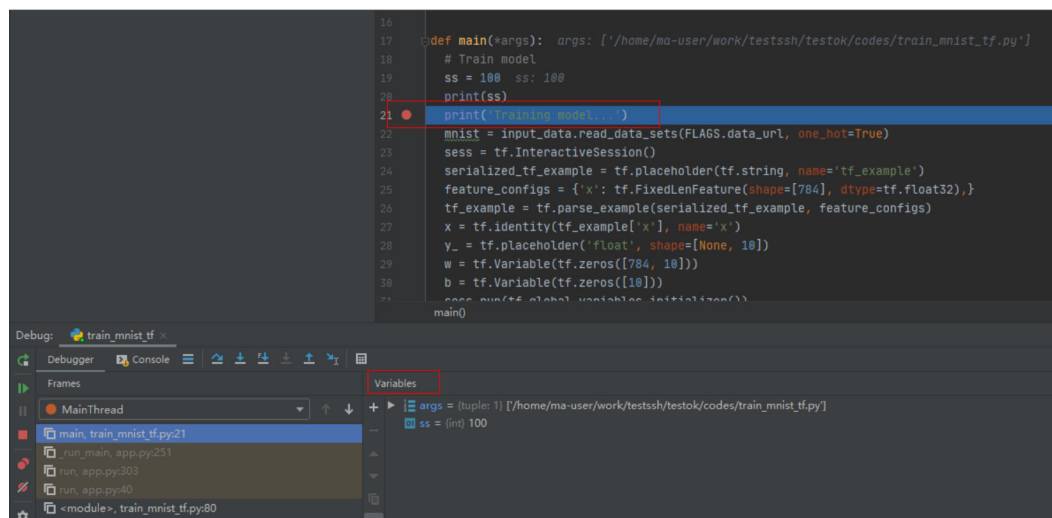 16
17 def main(*args): args: ['/home/ma-user/work/testssh/testok/codes/train_mnist_tf.py']
18 # Train model
19 ss = 100 ss: 100
20 print(ss)
21 print('Training model...')
22 mnist = input_data.read_data_sets(FLAGS.data_url, one_hot=True)
23 sess = tf.InteractiveSession()
24 serialized_tf_example = tf.placeholder(tf.string, name='tf_example')
25 feature_configs = {'x': tf.FixedLenFeature(shape=[784], dtype=tf.float32),}
26 tf_example = tf.parse_example(serialized_tf_example, feature_configs)
27 x = tf.identity(tf_example['x'], name='x')
28 y_ = tf.placeholder('float', shape=[None, 10])
29 w = tf.Variable(tf.zeros([784, 10]))
30 b = tf.Variable(tf.zeros([10]))
31 sess.run(tf.global_variables_initializer())
main()
Debug: train_mnist_tf
Debugger Console
Frames Variables
MainThread
args = {tuple: 1} ['/home/ma-user/work/testssh/testok/codes/train_mnist_tf.py']
main, train_mnist_tf.py:21
ss = {int} 100
_run_main, app.py:251
run, app.py:303
run, app.py:40
<module>, train_mnist_tf.py:80